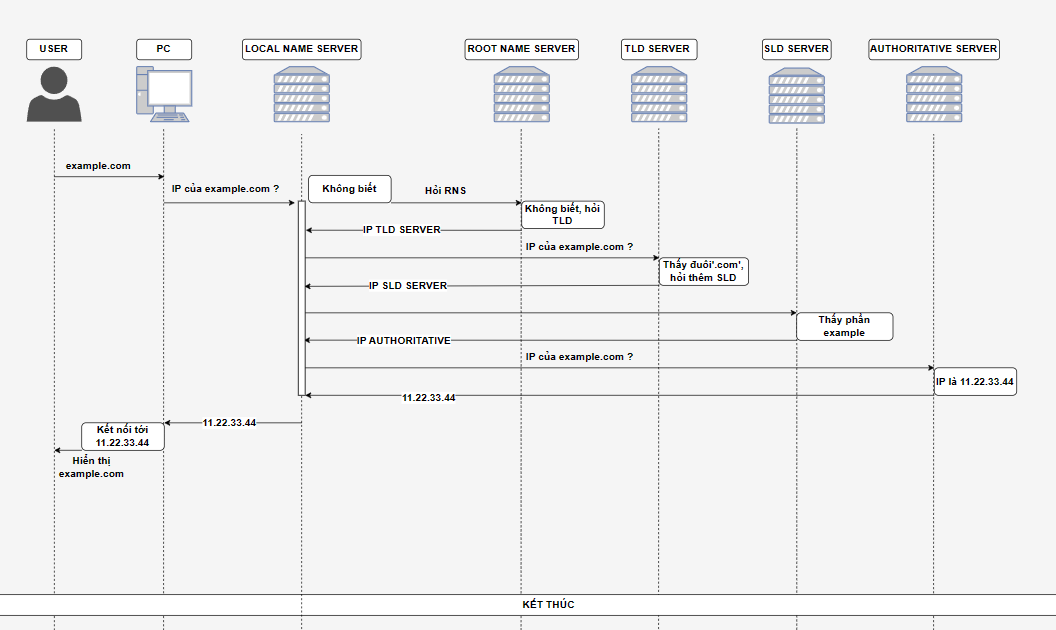 USER
PC
LOCAL NAME SERVER
ROOT NAME SERVER
TLD SERVER
SLD SERVER
AUTHORITATIVE SERVER
example.com
IP của example.com ?
Không biết
Hỏi RNS
Không biết, hỏi
TLD
IP TLD SERVER
IP của example.com ?
Thấy đuôi'.com',
hỏi thêm SLD
IP SLD SERVER
Thấy phần
example
IP AUTHORITATIVE
IP của example.com ?
IP là 11.22.33.44
11.22.33.44
11.22.33.44
Kết nối tới
11.22.33.44
Hiển thị
example.com
KẾT THÚC